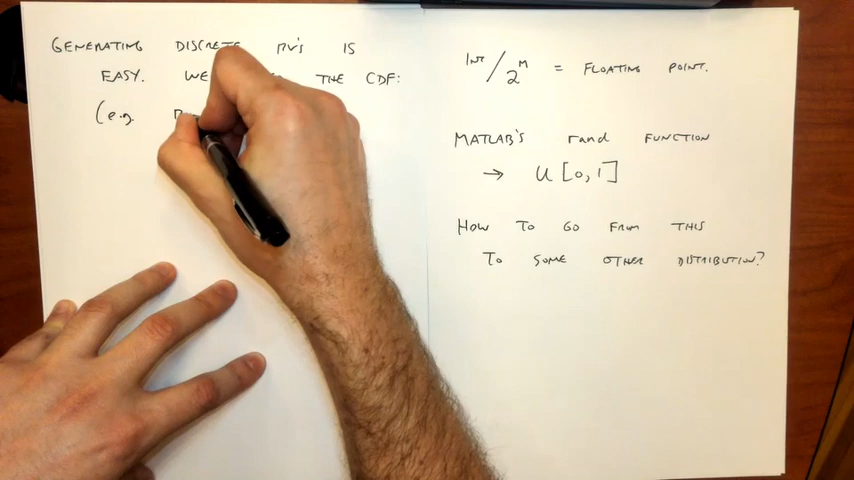 GENERATING DISCRETE RV'S IS
EASY. WE THE CDF:
(e.g.
INT/2^M = FLOATING POINT.
MATLAB'S rand FUNCTION
→ U[0,1]
HOW TO GO FROM THIS
TO SOME OTHER DISTRIBUTION?